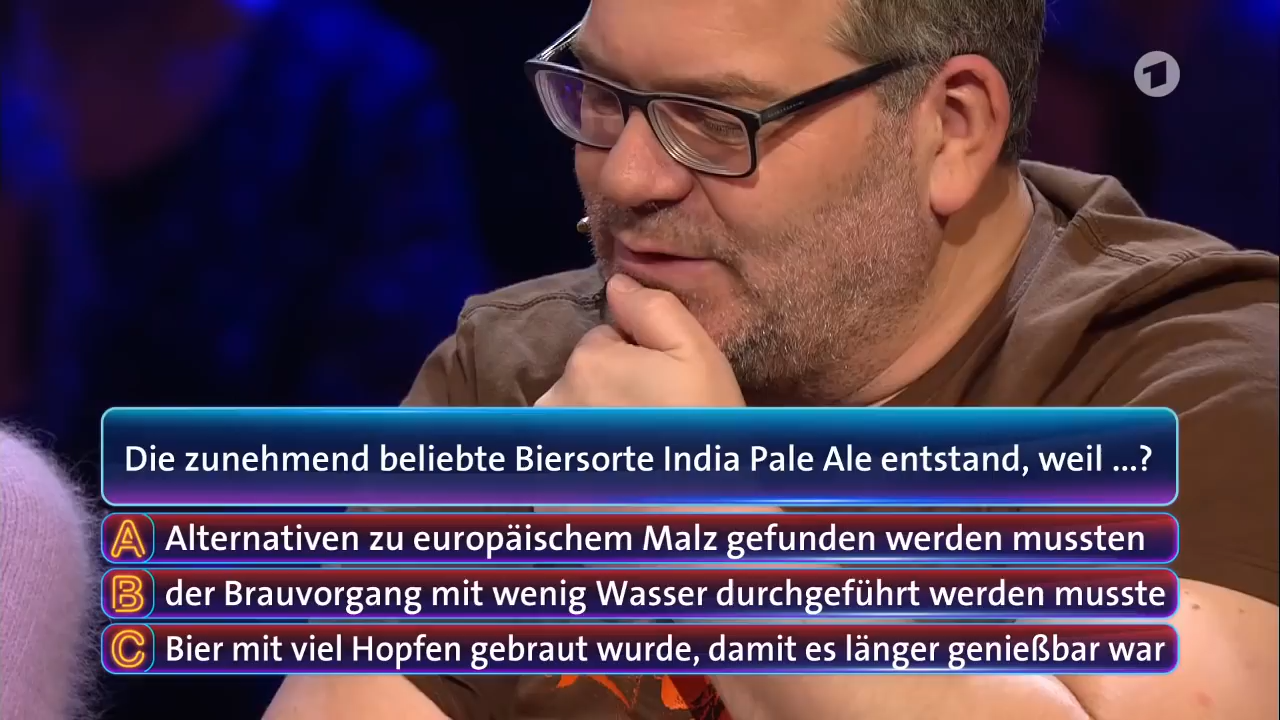 1
Die zunehmend beliebte Biersorte India Pale Ale entstand, weil ...?
A Alternativen zu europäischem Malz gefunden werden mussten
B der Brauvorgang mit wenig Wasser durchgeführt werden musste
C Bier mit viel Hopfen gebraut wurde, damit es länger genießbar war